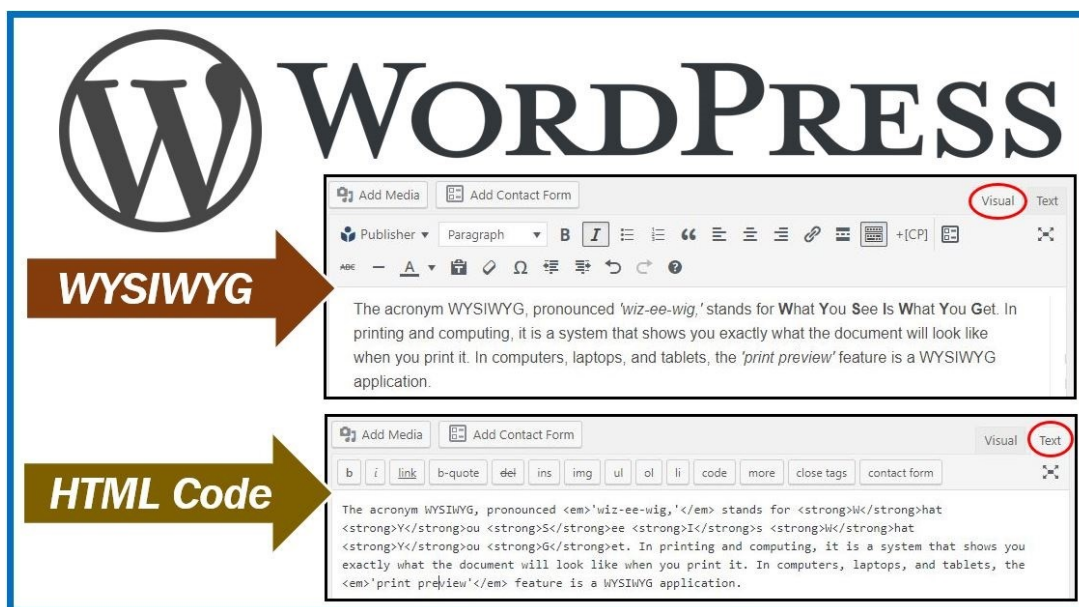 WORDPRESS
Add Media Add Contact Form Visual Text
Publisher Paragraph B I +[CP]
ABC A Ω
WYSIWYG
The acronym WYSIWYG, pronounced 'wiz-ee-wig,' stands for What You See Is What You Get. In
printing and computing, it is a system that shows you exactly what the document will look like
when you print it. In computers, laptops, and tablets, the 'print preview' feature is a WYSIWYG
application.
Add Media Add Contact Form Visual Text
b i link b-quote del ins img ul ol li code more close tags contact form
HTML Code
The acronym WYSIWYG, pronounced <em>'wiz-ee-wig,'</em> stands for <strong>W</strong>hat
<strong>Y</strong>ou <strong>S</strong>ee <strong>I</strong>s <strong>W</strong>hat
<strong>Y</strong>ou <strong>G</strong>et. In printing and computing, it is a system that shows you
exactly what the document will look like when you print it. In computers, laptops, and tablets, the
<em>'print preview'</em> feature is a WYSIWYG application.